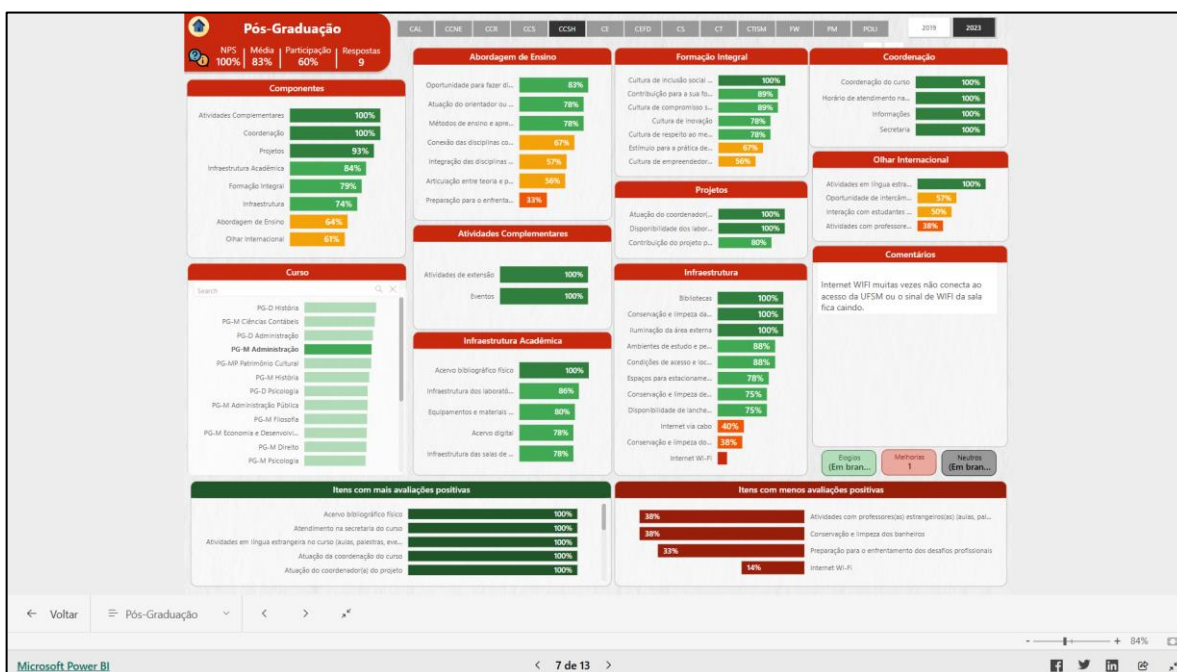 Pós-Graduação
NPS Média Participação Respostas
100% 83% 60% 9
CAL CCNE CCR CCS CCSH CE CEFD CS CT CTISM FW PM POLI 2019 2023
Componentes
Atividades Complementares 100%
Coordenação 100%
Projetos 93%
Infraestrutura Acadêmica 84%
Formação Integral 79%
Infraestrutura 74%
Abordagem de Ensino 64%
Olhar Internacional 61%
Curso
Search
PG-D História
PG-M Ciências Contábeis
PG-D Administração
PG-M Administração
PG-MP Patrimônio Cultural
PG-M História
PG-D Psicologia
PG-M Administração Pública
PG-M Filosofia
PG-M Economia e Desenvolvi...
PG-M Direito
PG-M Psicologia
Abordagem de Ensino
Oportunidade para fazer di... 83%
Atuação do orientador ou ... 78%
Métodos de ensino e apre... 78%
Conexão das disciplinas co... 67%
Integração das disciplinas ... 57%
Articulação entre teoria e p... 56%
Preparação para o enfrenta... 33%
Atividades Complementares
Atividades de extensão 100%
Eventos 100%
Infraestrutura Acadêmica
Acervo bibliográfico físico 100%
Infraestrutura dos laborató... 86%
Equipamentos e materiais ... 80%
Acervo digital 78%
Infraestrutura das salas de ... 78%
Formação Integral
Cultura de inclusão social ... 100%
Contribuição para a sua fo... 89%
Cultura de compromisso s... 89%
Cultura de inovação 78%
Cultura de respeito ao me... 78%
Estímulo para a prática de... 67%
Cultura de empreendedor... 56%
Projetos
Atuação do coordenador(... 100%
Disponibilidade dos labor... 100%
Contribuição do projeto p... 80%
Infraestrutura
Bibliotecas 100%
Conservação e limpeza da... 100%
Iluminação da área externa 100%
Ambientes de estudo e pe... 88%
Condições de acesso e loc... 88%
Espaços para estacioname... 78%
Conservação e limpeza de... 75%
Disponibilidade de lanche... 75%
Internet via cabo 40%
Conservação e limpeza do... 38%
Internet Wi-Fi
Coordenação
Coordenação do curso 100%
Horário de atendimento na... 100%
Informações 100%
Secretaria 100%
Olhar Internacional
Atividades em língua estra... 100%
Oportunidade de intercâm... 57%
Interação com estudantes ... 50%
Atividades com professore... 38%
Comentários
Internet WIFI muitas vezes não conecta ao
acesso da UFSM ou o sinal de WIFI da sala
fica caindo.
Elogios Melhorias Neutros
(Em bran... 1 (Em bran...
Itens com mais avaliações positivas
Acervo bibliográfico físico 100%
Atendimento na secretaria do curso 100%
Atividades em língua estrangeira no curso (aulas, palestras, eve... 100%
Atuação da coordenação do curso 100%
Atuação do coordenador(a) do projeto 100%
Itens com menos avaliações positivas
38% Atividades com professores(as) estrangeiros(as) (aulas, pal...
38% Conservação e limpeza dos banheiros
33% Preparação para o enfrentamento dos desafios profissionais
14% Internet Wi-Fi
Voltar Pós-Graduação
- + 84%
Microsoft Power BI 7 de 13